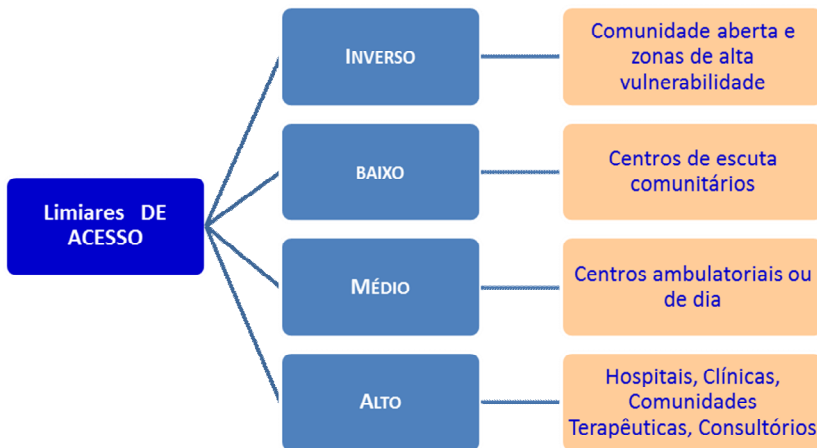 Limiares DE
ACESSO
INVERSO
Comunidade aberta e
zonas de alta
vulnerabilidade
BAIXO
Centros de escuta
comunitários
MÉDIO
Centros ambulatoriais ou
de dia
ALTO
Hospitais, Clínicas,
Comunidades
Terapêuticas, Consultórios